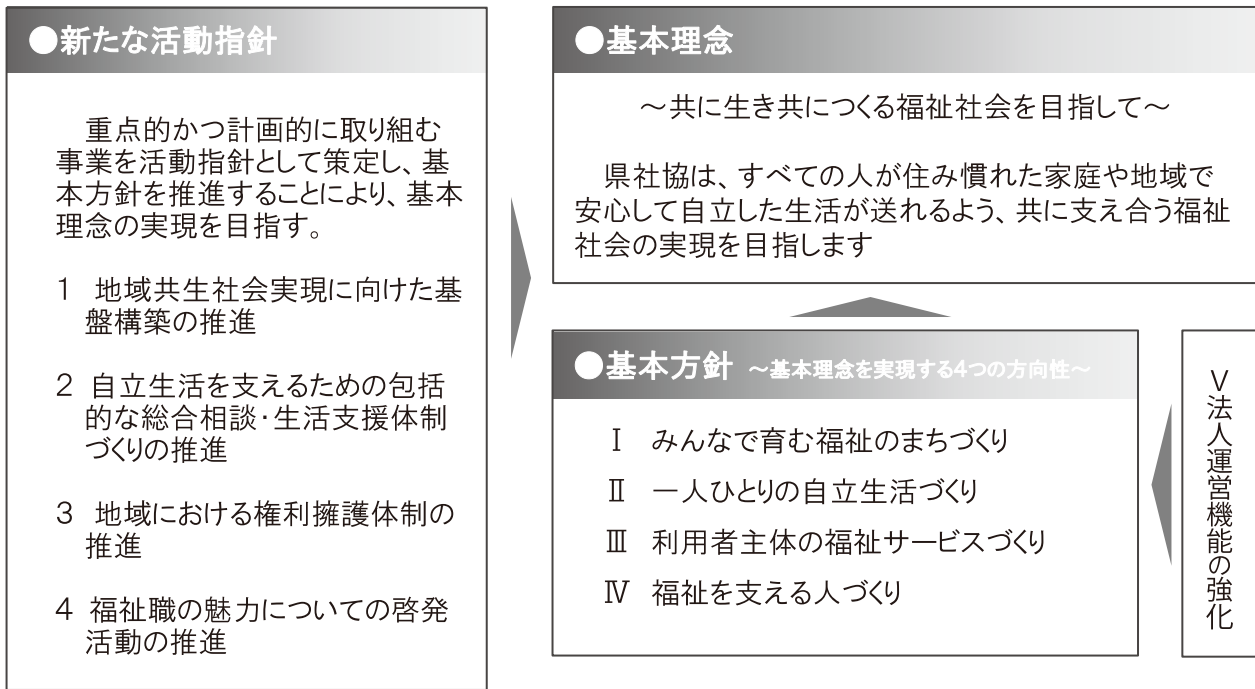 ●新たな活動指針
重点的かつ計画的に取り組む
事業を活動指針として策定し、基
本方針を推進することにより、基本
理念の実現を目指す。
1 地域共生社会実現に向けた基
盤構築の推進
2 自立生活を支えるための包括
的な総合相談・生活支援体制
づくりの推進
3 地域における権利擁護体制の
推進
4 福祉職の魅力についての啓発
活動の推進
●基本理念
～共に生き共につくる福祉社会を目指して～
県社協は、すべての人が住み慣れた家庭や地域で
安心して自立した生活が送れるよう、共に支え合う福祉
社会の実現を目指します
●基本方針 ～基本理念を実現する4つの方向性～
Ⅰ みんなで育む福祉のまちづくり
Ⅱ 一人ひとりの自立生活づくり
Ⅲ 利用者主体の福祉サービスづくり
Ⅳ 福祉を支える人づくり
Ⅴ法人運営機能の強化